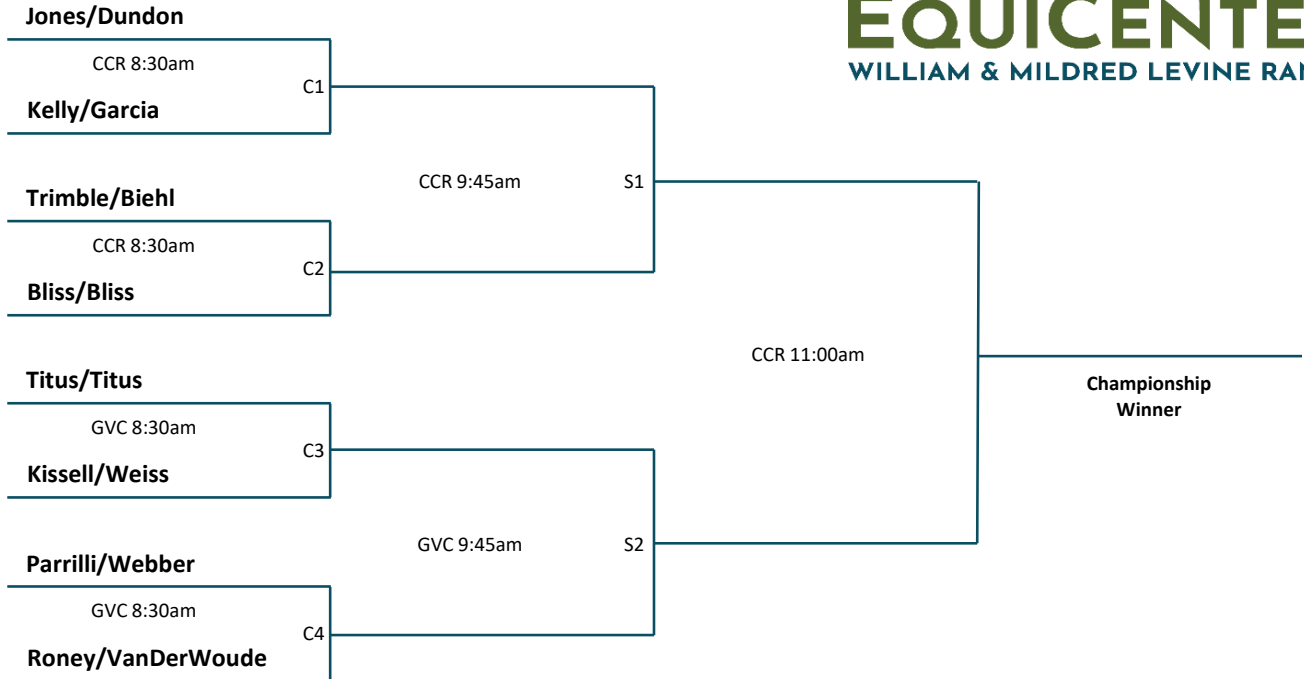 Jones/Dundon
EQUICENTE
WILLIAM & MILDRED LEVINE RAN
CCR 8:30am
C1
Kelly/Garcia
CCR 9:45am
S1
Trimble/Biehl
CCR 8:30am
C2
Bliss/Bliss
CCR 11:00am
Titus/Titus
Championship
Winner
GVC 8:30am
C3
Kissell/Weiss
GVC 9:45am
S2
Parrilli/Webber
GVC 8:30am
C4
Roney/VanDerWoude